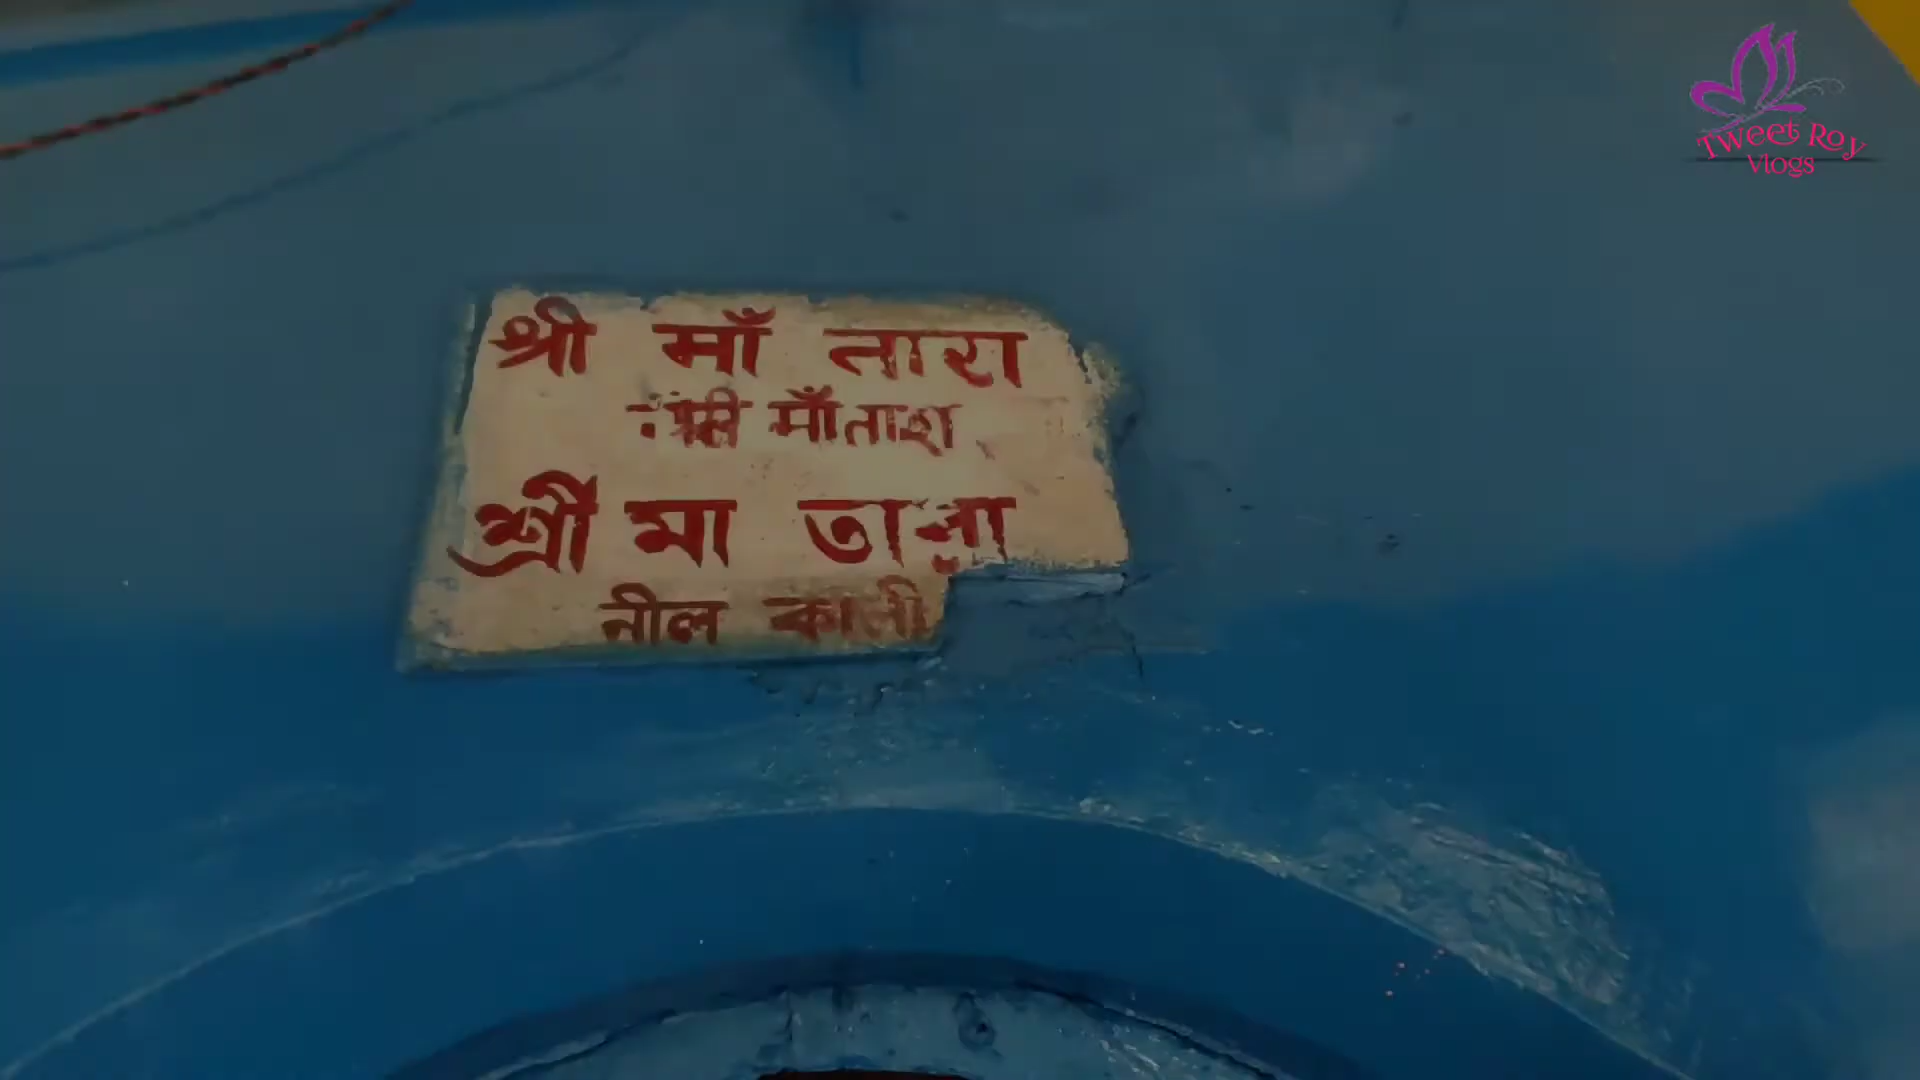 श्री माँ तारा
माँ तारा
শ্রী মা তারা
नील काली
Tweet Roy
Vlogs